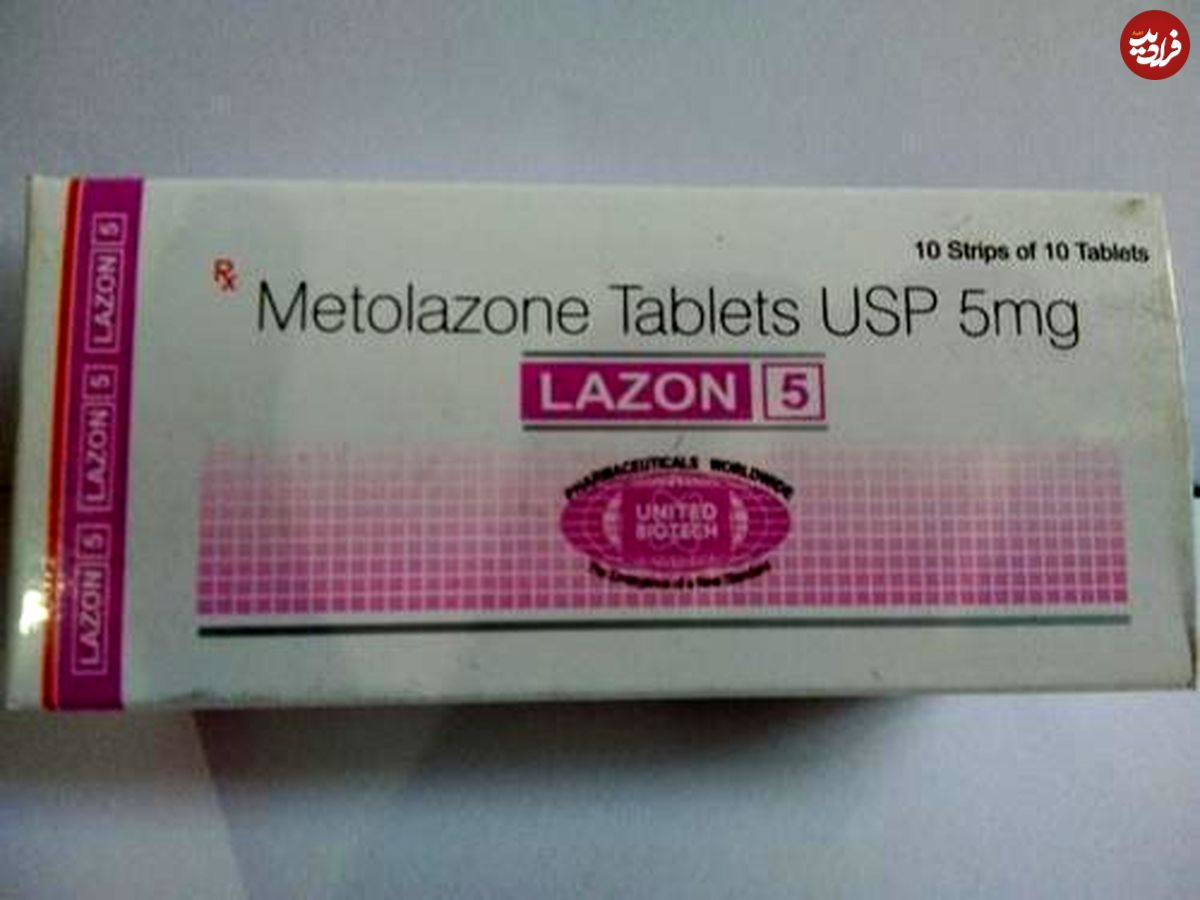 فرادید
10 Strips of 10 Tablets
Rx Metolazone Tablets USP 5mg
LAZON 5
PHARMACEUTICALS WORLDWIDE
UNITED
BIOTECH
LAZON 5
LAZON 5
LAZON 5